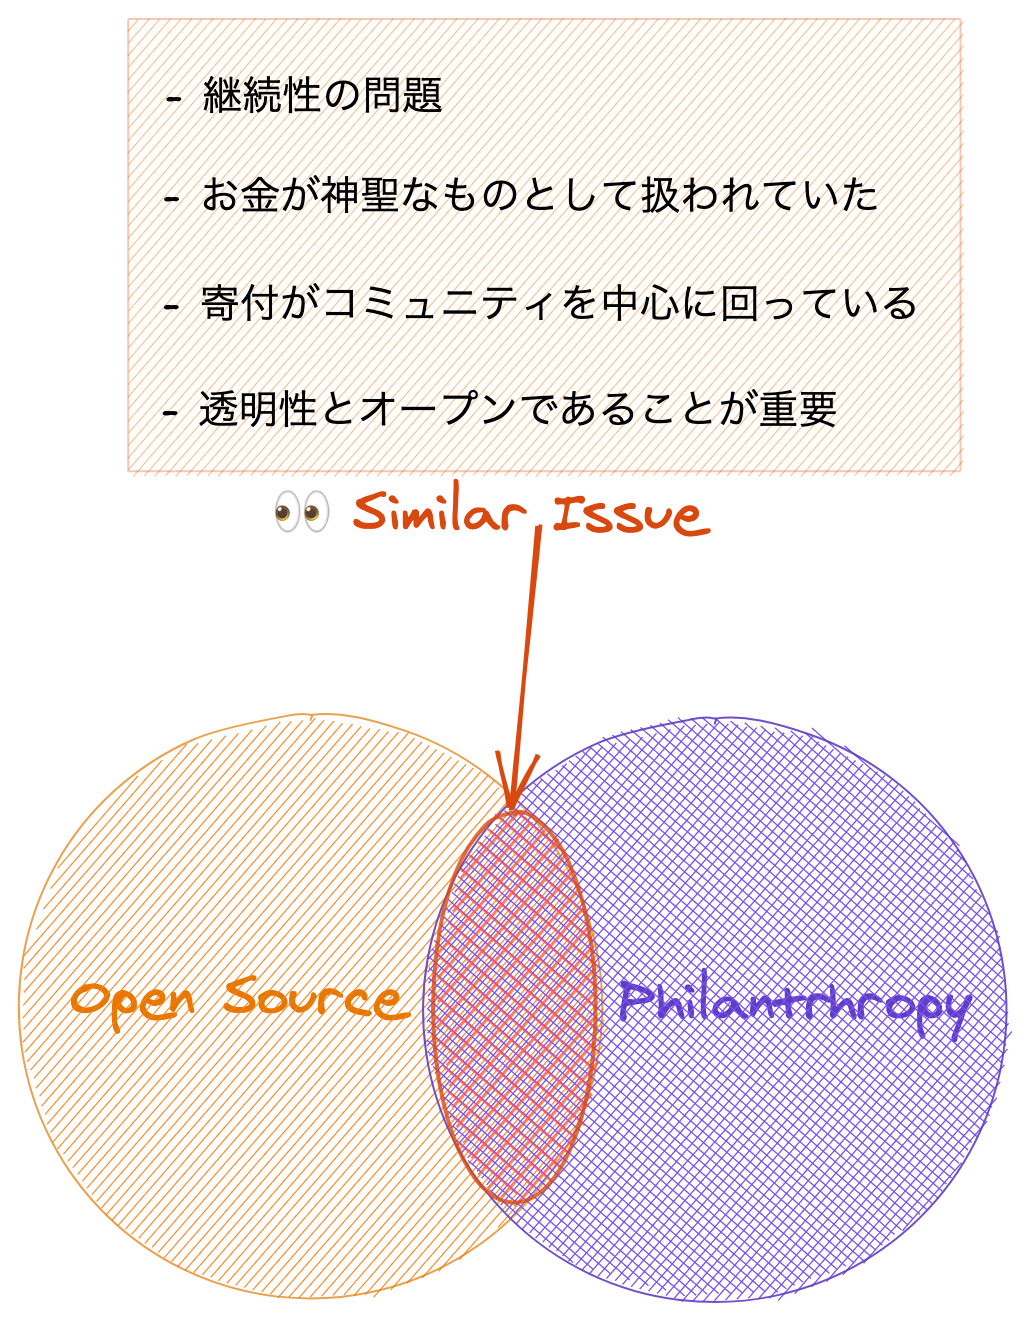 - 継続性の問題
- お金が神聖なものとして扱われていた
- 寄付がコミュニティを中心に回っている
- 透明性とオープンであることが重要
👀 Similar Issue
Open Source
Philantrhropy